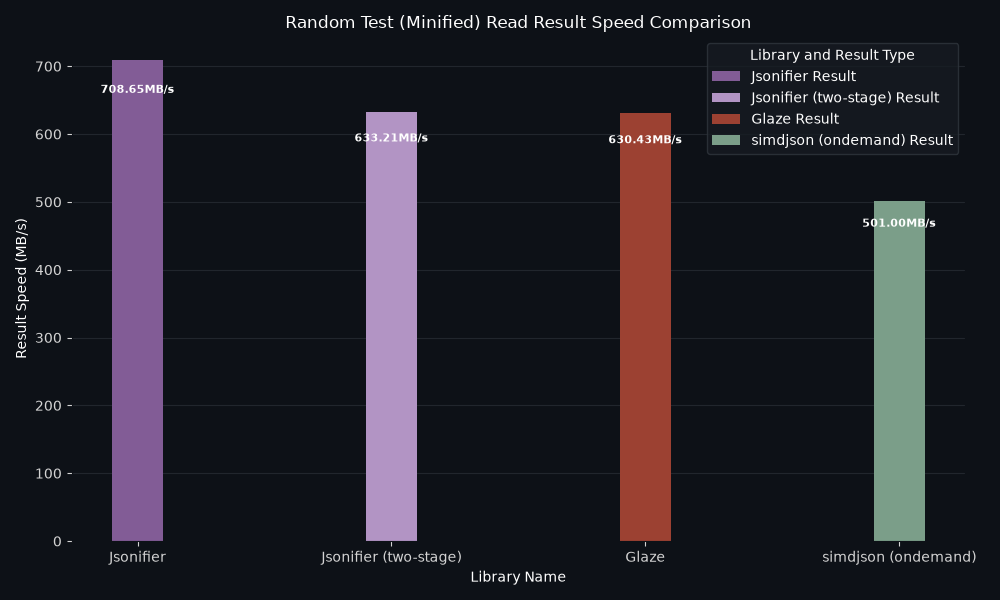 Random Test (Minified) Read Result Speed Comparison
Library and Result Type
Jsonifier Result
Jsonifier (two-stage) Result
Glaze Result
simdjson (ondemand) Result
Result Speed (MB/s)
700
600
500
400
300
200
100
0
708.65MB/s
633.21MB/s
630.43MB/s
501.00MB/s
Jsonifier
Jsonifier (two-stage)
Glaze
simdjson (ondemand)
Library Name